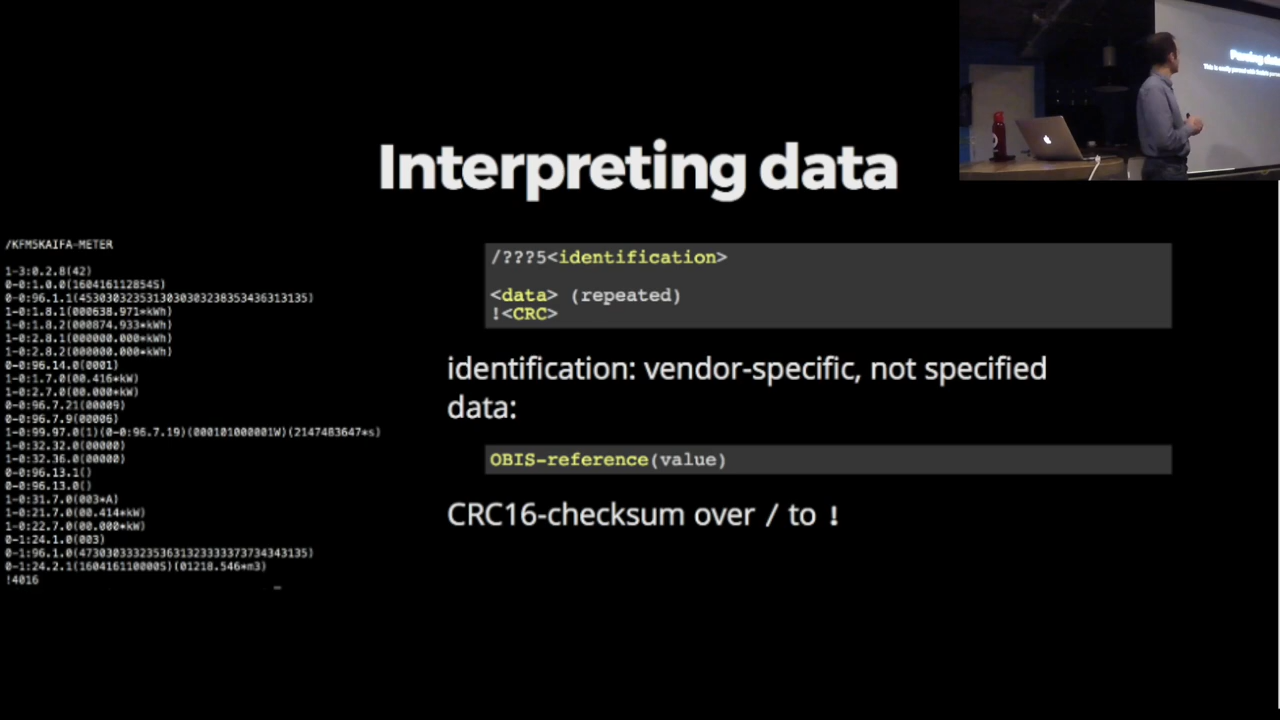 Interpreting data
/KFM5KAIFA-METER
1-3:0.2.8(42)
0-0:1.0.0(160416112854S)
0-0:96.1.1(4530303235313030303238353436313135)
1-0:1.8.1(000638.971*kWh)
1-0:1.8.2(000874.933*kWh)
1-0:2.8.1(000000.000*kWh)
1-0:2.8.2(000000.000*kWh)
0-0:96.14.0(0001)
1-0:1.7.0(00.416*kW)
1-0:2.7.0(00.000*kW)
0-0:96.7.21(00009)
0-0:96.7.9(00006)
1-0:99.97.0(1)(0-0:96.7.19)(000101000001W)(2147483647*s)
1-0:32.32.0(00000)
1-0:32.36.0(00000)
0-0:96.13.1()
0-0:96.13.0()
1-0:31.7.0(003*A)
1-0:21.7.0(00.414*kW)
1-0:22.7.0(00.000*kW)
0-1:24.1.0(003)
0-1:96.1.0(4730303332353631323333373734343135)
0-1:24.2.1(160416110000S)(01218.546*m3)
!4016
/???5<identification>
<data> (repeated)
!<CRC>
identification: vendor-specific, not specified
data:
OBIS-reference(value)
CRC16-checksum over / to !
Parsing
This is easily parsed with